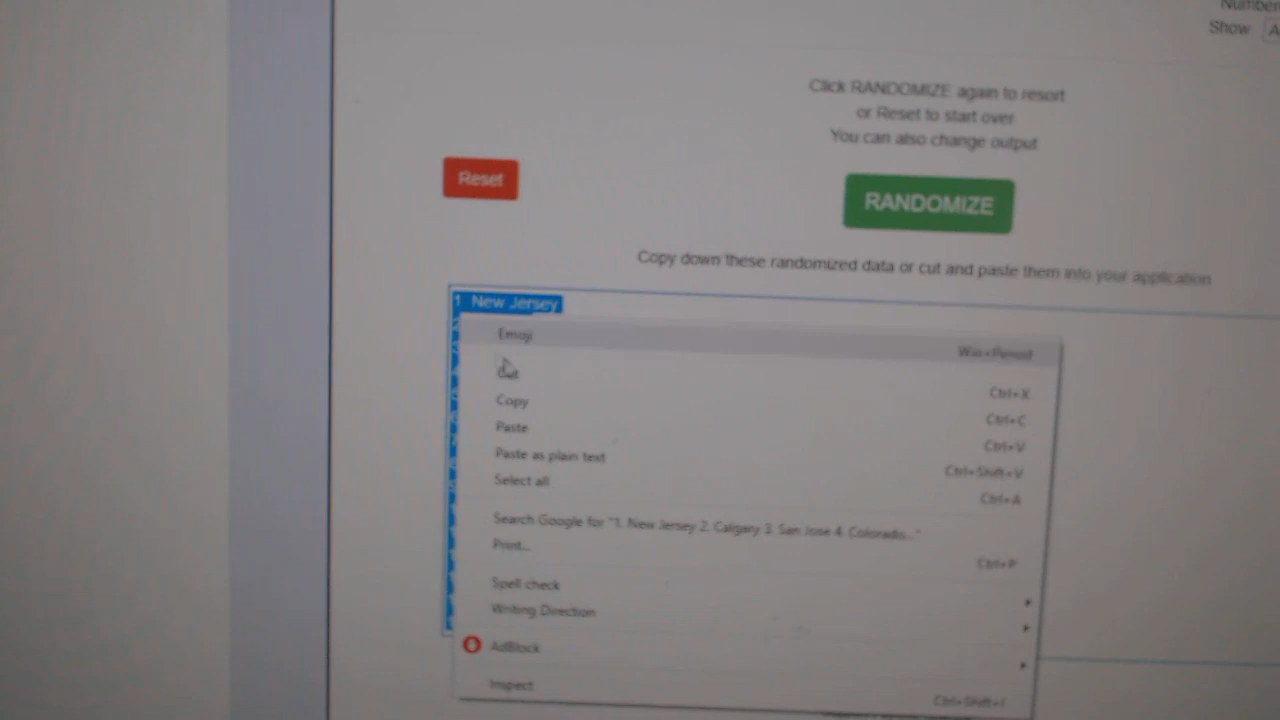 Number
Show A
Click RANDOMIZE again to resort
or Reset to start over
You can also change output
Reset
RANDOMIZE
Copy down these randomized data or cut and paste them into your application
1. New Jersey
Emoji Win+Period
Cut Ctrl+X
Copy Ctrl+C
Paste Ctrl+V
Paste as plain text Ctrl+Shift+V
Select all Ctrl+A
Search Google for "1. New Jersey 2. Calgary 3. San Jose 4. Colorado..."
Print... Ctrl+P
Spell check
Writing Direction
AdBlock
Inspect Ctrl+Shift+I